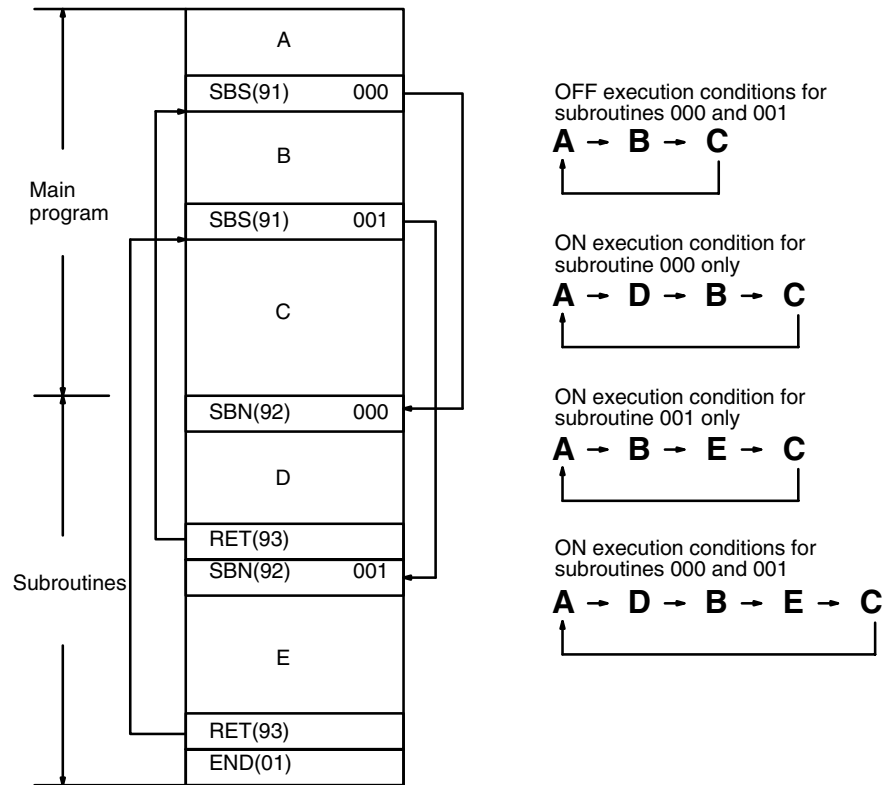 A
SBS(91) 000
B
Main
program
SBS(91) 001
C
SBN(92) 000
D
RET(93)
SBN(92) 001
Subroutines
E
RET(93)
END(01)
OFF execution conditions for
subroutines 000 and 001
A → B → C
ON execution condition for
subroutine 000 only
A → D → B → C
ON execution condition for
subroutine 001 only
A → B → E → C
ON execution conditions for
subroutines 000 and 001
A → D → B → E → C